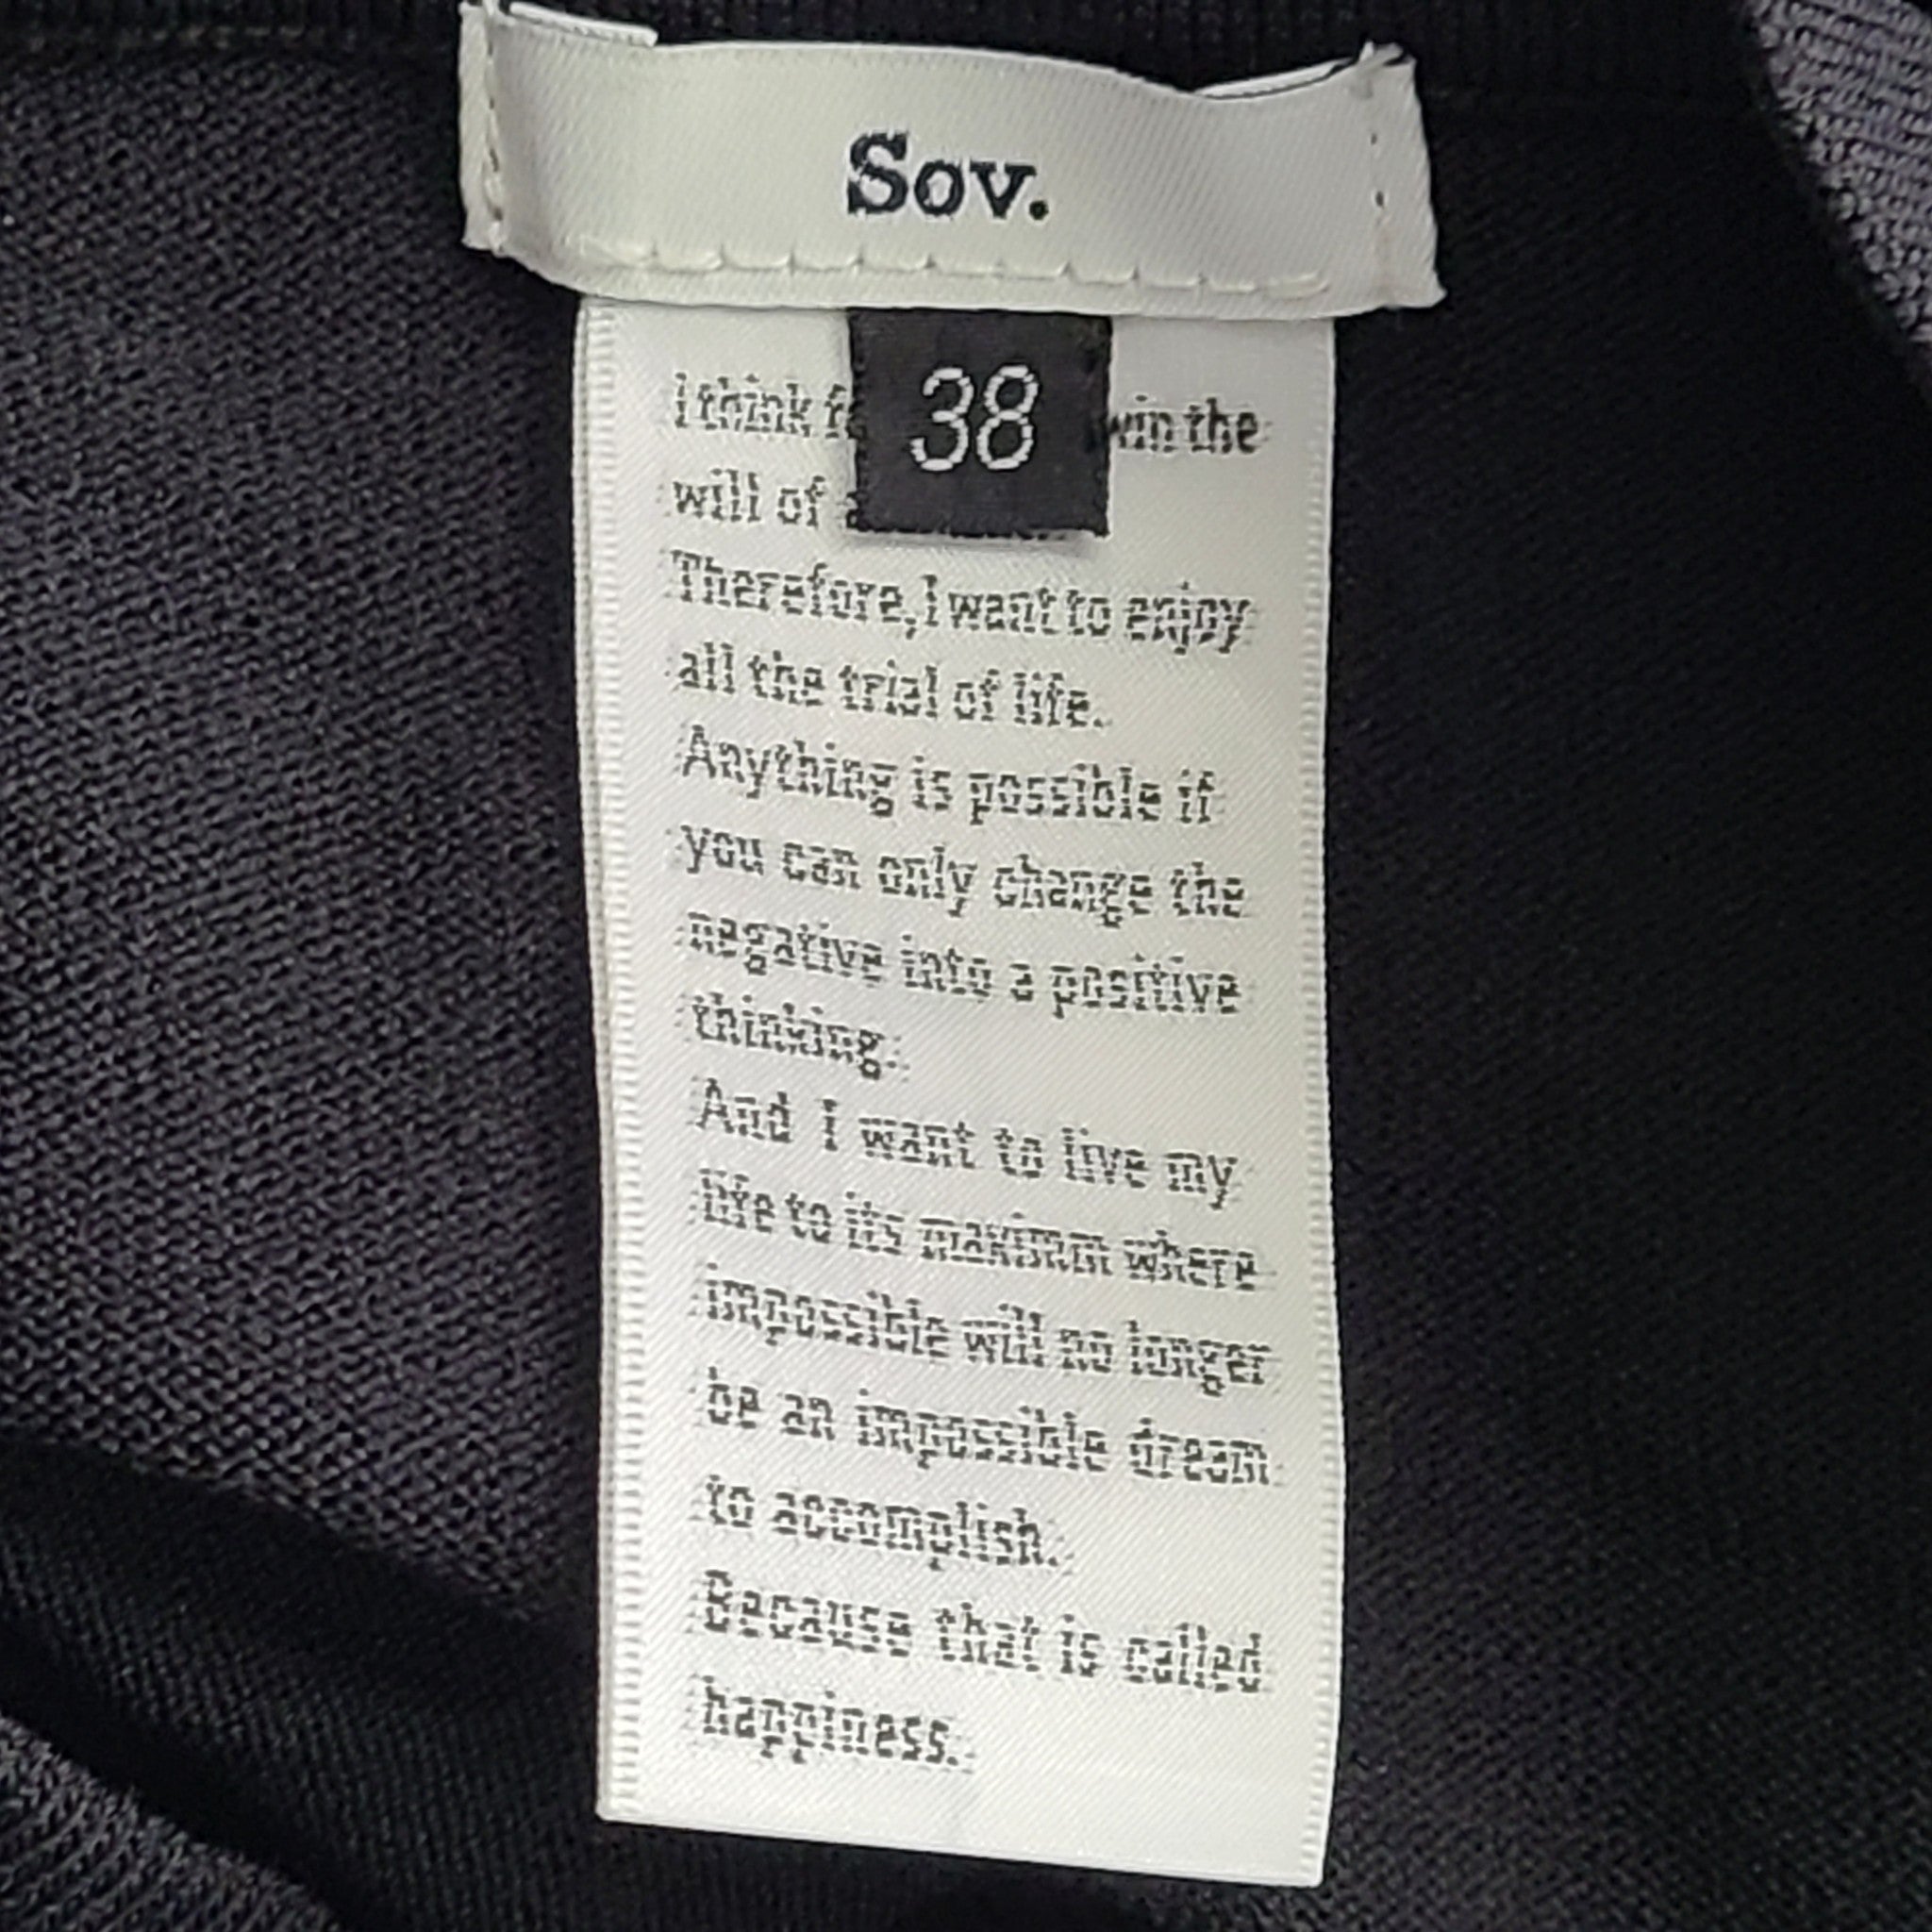 Sov.
38
I think win the
will of
Therefore, I want to enjoy
all the trial of life.
Anything is possible if
you can only change the
negative into a positive
thinking.
And I want to live my
life to its maximum where
impossible will no longer
be an impossible dream
to accomplish.
Because that is called
happiness.